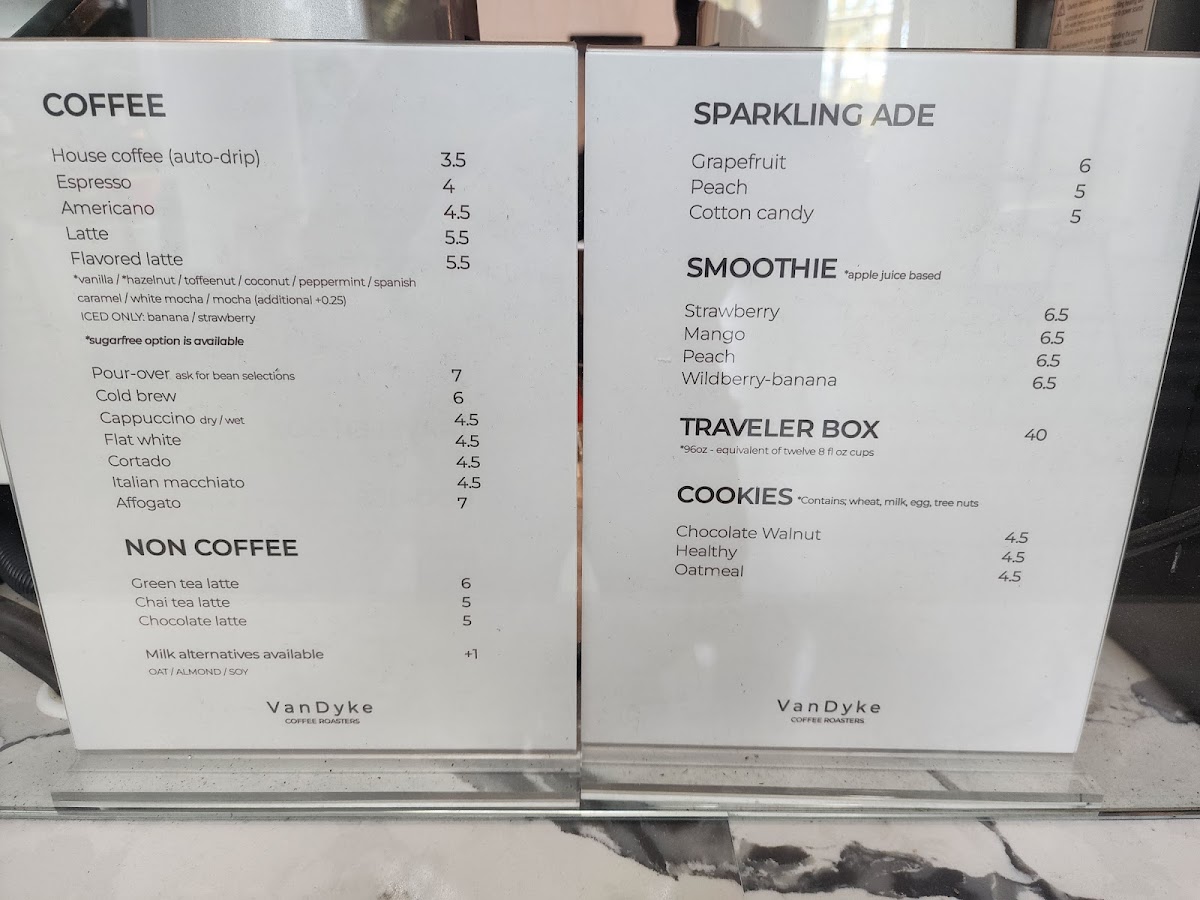 COFFEE
House coffee (auto-drip) 3.5
Espresso 4
Americano 4.5
Latte 5.5
Flavored latte 5.5
*vanilla / *hazelnut / toffeenut / coconut / peppermint / spanish
caramel / white mocha / mocha (additional +0.25)
ICED ONLY: banana / strawberry
*sugarfree option is available
Pour-over ask for bean selections 7
Cold brew 6
Cappuccino dry / wet 4.5
Flat white 4.5
Cortado 4.5
Italian macchiato 4.5
Affogato 7
NON COFFEE
Green tea latte 6
Chai tea latte 5
Chocolate latte 5
Milk alternatives available +1
OAT / ALMOND / SOY
VanDyke
COFFEE ROASTERS
SPARKLING ADE
Grapefruit 6
Peach 5
Cotton candy 5
SMOOTHIE *apple juice based
Strawberry 6.5
Mango 6.5
Peach 6.5
Wildberry-banana 6.5
TRAVELER BOX 40
*96oz - equivalent of twelve 8 fl oz cups
COOKIES *Contains; wheat, milk, egg, tree nuts
Chocolate Walnut 4.5
Healthy 4.5
Oatmeal 4.5
VanDyke
COFFEE ROASTERS